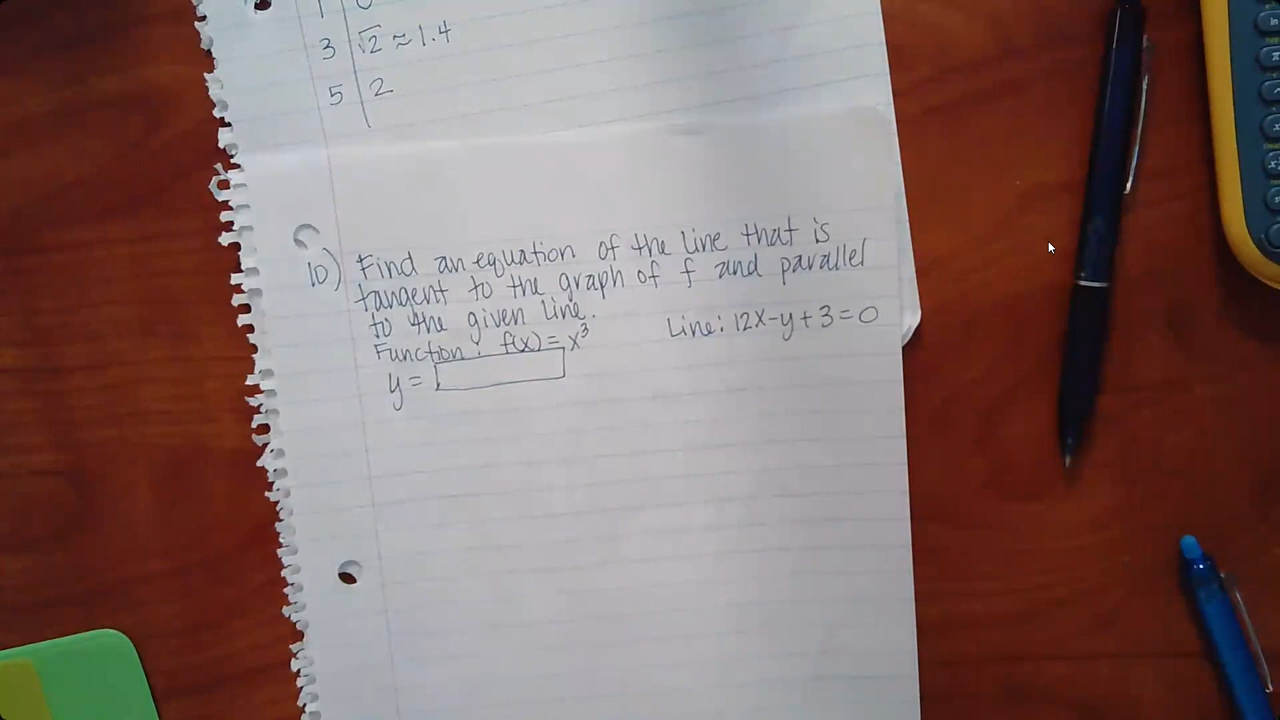 3 √2 ≈ 1.4
5 2
10) Find an equation of the line that is
tangent to the graph of f and parallel
to the given line.
Function: f(x) = x³ Line: 12x-y+3=0
y =